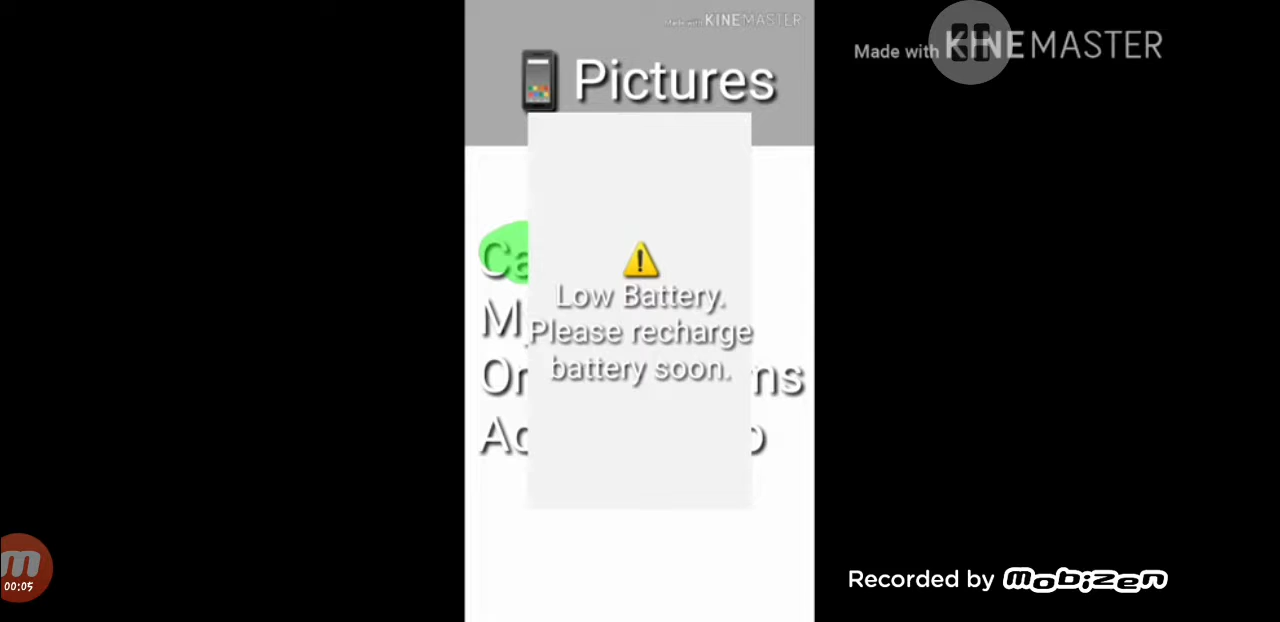 Made with KINEMASTER
Made with KINEMASTER
Pictures
Low Battery.
Please recharge
battery soon.
00:05
Recorded by mobizen